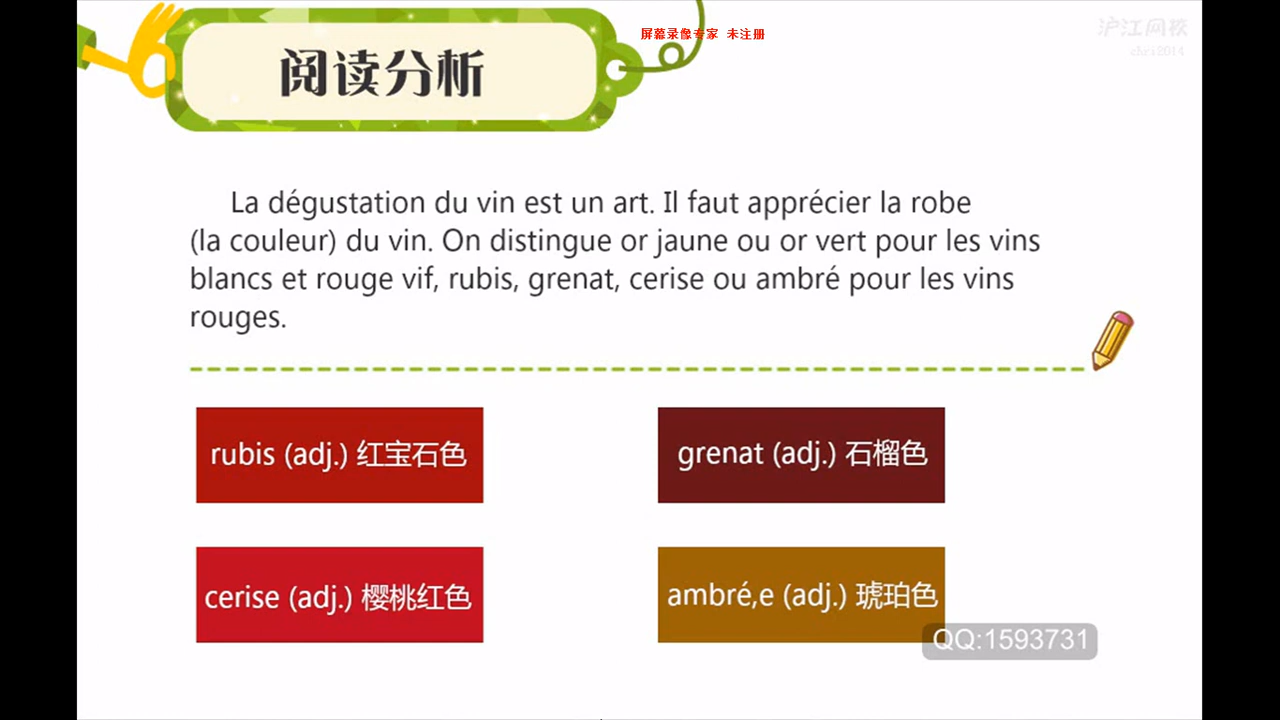 屏幕录像专家 未注册
沪江网校
chri2014
阅读分析
La dégustation du vin est un art. Il faut apprécier la robe
(la couleur) du vin. On distingue or jaune ou or vert pour les vins
blancs et rouge vif, rubis, grenat, cerise ou ambré pour les vins
rouges.
rubis (adj.) 红宝石色
grenat (adj.) 石榴色
cerise (adj.) 樱桃红色
ambré,e (adj.) 琥珀色
QQ:1593731